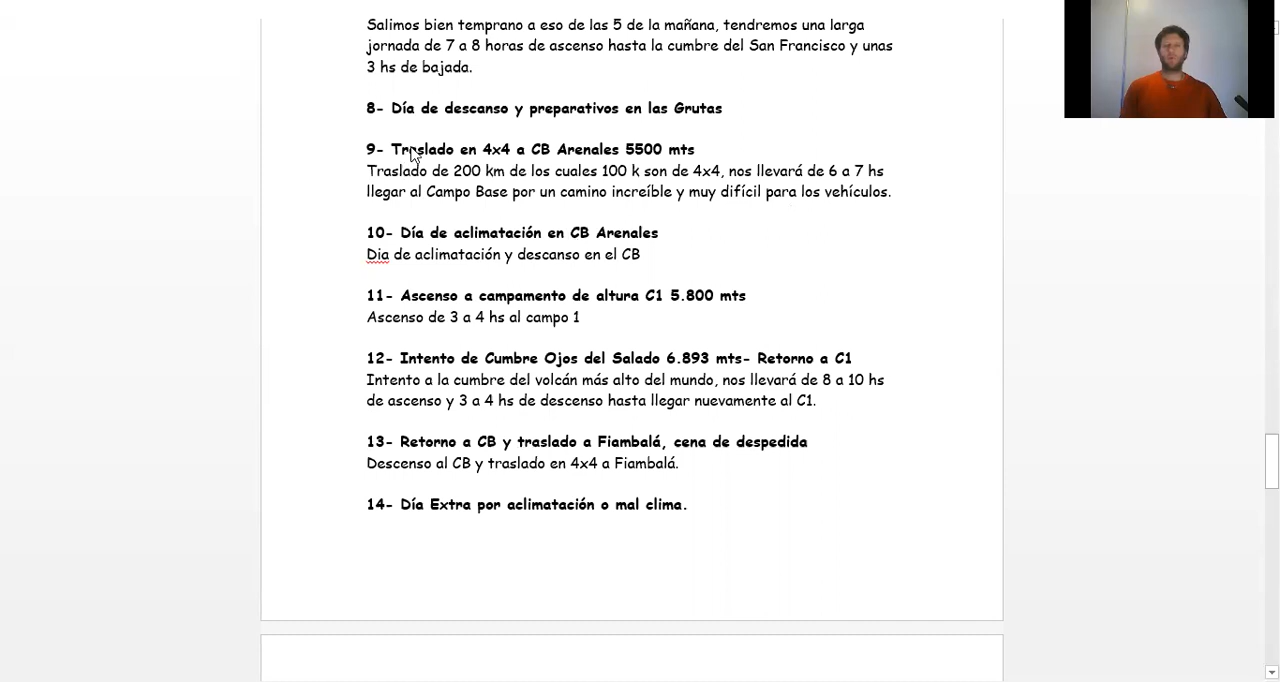 Salimos bien temprano a eso de las 5 de la mañana, tendremos una larga
jornada de 7 a 8 horas de ascenso hasta la cumbre del San Francisco y unas
3 hs de bajada.
8- Día de descanso y preparativos en las Grutas
9- Traslado en 4x4 a CB Arenales 5500 mts
Traslado de 200 km de los cuales 100 k son de 4x4, nos llevará de 6 a 7 hs
llegar al Campo Base por un camino increíble y muy difícil para los vehículos.
10- Día de aclimatación en CB Arenales
Dia de aclimatación y descanso en el CB
11- Ascenso a campamento de altura C1 5.800 mts
Ascenso de 3 a 4 hs al campo 1
12- Intento de Cumbre Ojos del Salado 6.893 mts- Retorno a C1
Intento a la cumbre del volcán más alto del mundo, nos llevará de 8 a 10 hs
de ascenso y 3 a 4 hs de descenso hasta llegar nuevamente al C1.
13- Retorno a CB y traslado a Fiambalá, cena de despedida
Descenso al CB y traslado en 4x4 a Fiambalá.
14- Día Extra por aclimatación o mal clima.